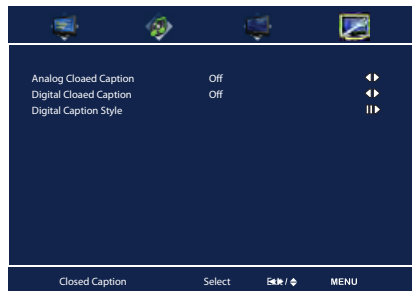 Analog Cloaed Caption Off
Digital Cloaed Caption Off
Digital Caption Style
Closed Caption Select / MENU